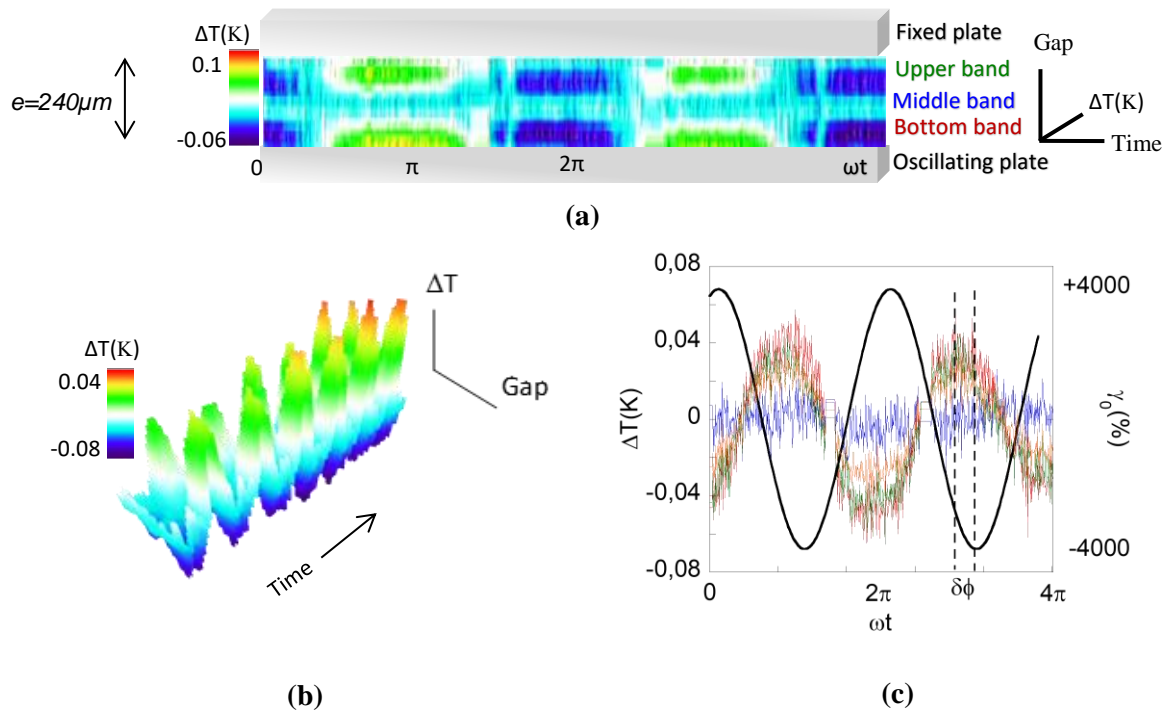 ΔT(K)
0.1
-0.06
e=240µm
Fixed plate
Upper band
Middle band
Bottom band
Oscillating plate
0
π
2π
ωt
Gap
ΔT(K)
Time
(a)
ΔT(K)
0.04
-0.08
ΔT
Gap
Time
(b)
0,08
0,04
0
-0,04
-0,08
ΔT(K)
+4000
γ₀(%)
-4000
0
2π
δϕ
4π
ωt
(c)